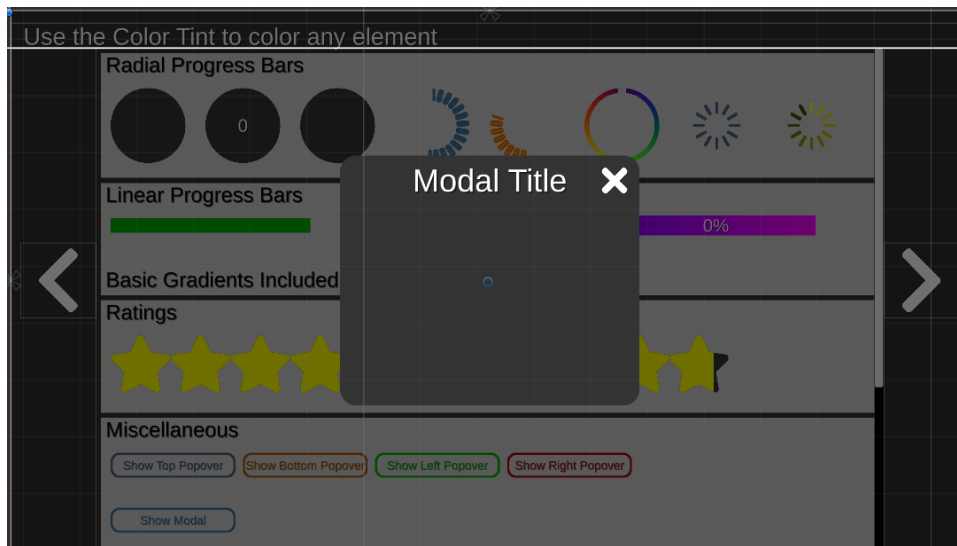 Use the Color Tint to color any element
Radial Progress Bars
0
Modal Title
Linear Progress Bars
0%
Basic Gradients Included
Ratings
Miscellaneous
Show Top Popover
Show Bottom Popover
Show Left Popover
Show Right Popover
Show Modal